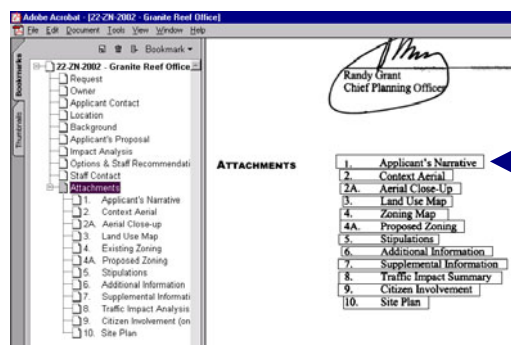 Adobe Acrobat - [22-ZN-2002 - Granite Reef Office]
File Edit Document Tools View Window Help
Bookmark
Bookmarks
Thumbnails
22-ZN-2002 - Granite Reef Office
Request
Owner
Applicant Contact
Location
Background
Applicant's Proposal
Impact Analysis
Options & Staff Recommendati
Staff Contact
Attachments
1. Applicant's Narrative
2. Context Aerial
2A. Aerial Close-up
3. Land Use Map
4. Existing Zoning
4A. Proposed Zoning
5. Stipulations
6. Additional Information
7. Supplemental Informati
8. Traffic Impact Analysis
9. Citizen Involvement (on
10. Site Plan
Randy Grant
Chief Planning Officer
ATTACHMENTS
1. Applicant's Narrative
2. Context Aerial
2A. Aerial Close-Up
3. Land Use Map
4. Zoning Map
4A. Proposed Zoning
5. Stipulations
6. Additional Information
7. Supplemental Information
8. Traffic Impact Summary
9. Citizen Involvement
10. Site Plan